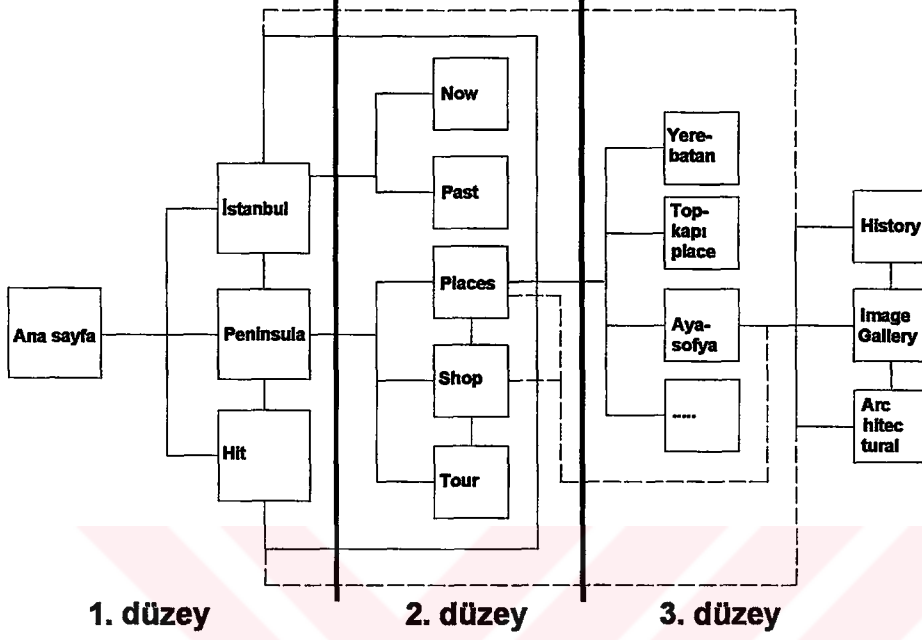 Ana sayfa
İstanbul
Peninsula
Hit
Now
Past
Places
Shop
Tour
Yere-
batan
Top-
kapı
place
Aya-
sofya
.....
History
Image
Gallery
Arc
hitec
tural
1. düzey
2. düzey
3. düzey